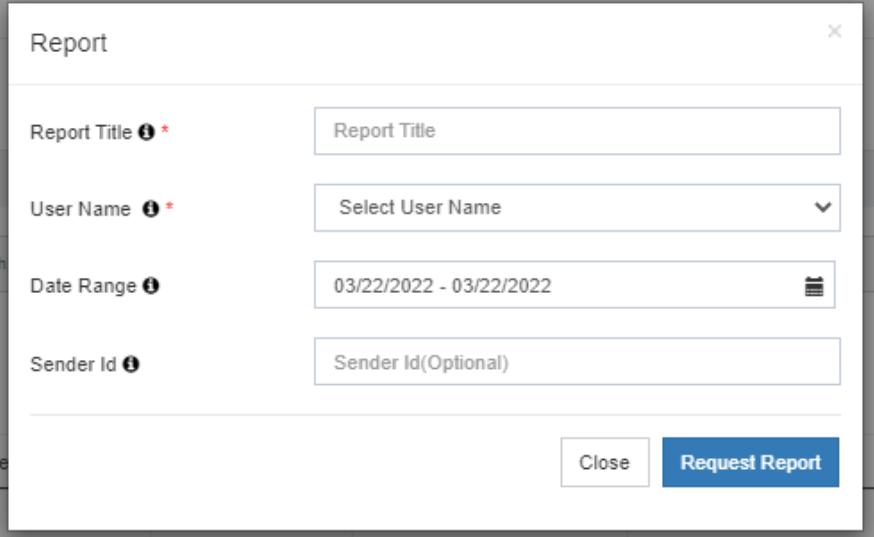 Report ×
Report Title *
Report Title
User Name *
Select User Name
Date Range
03/22/2022 - 03/22/2022
Sender Id
Sender Id(Optional)
Close
Request Report